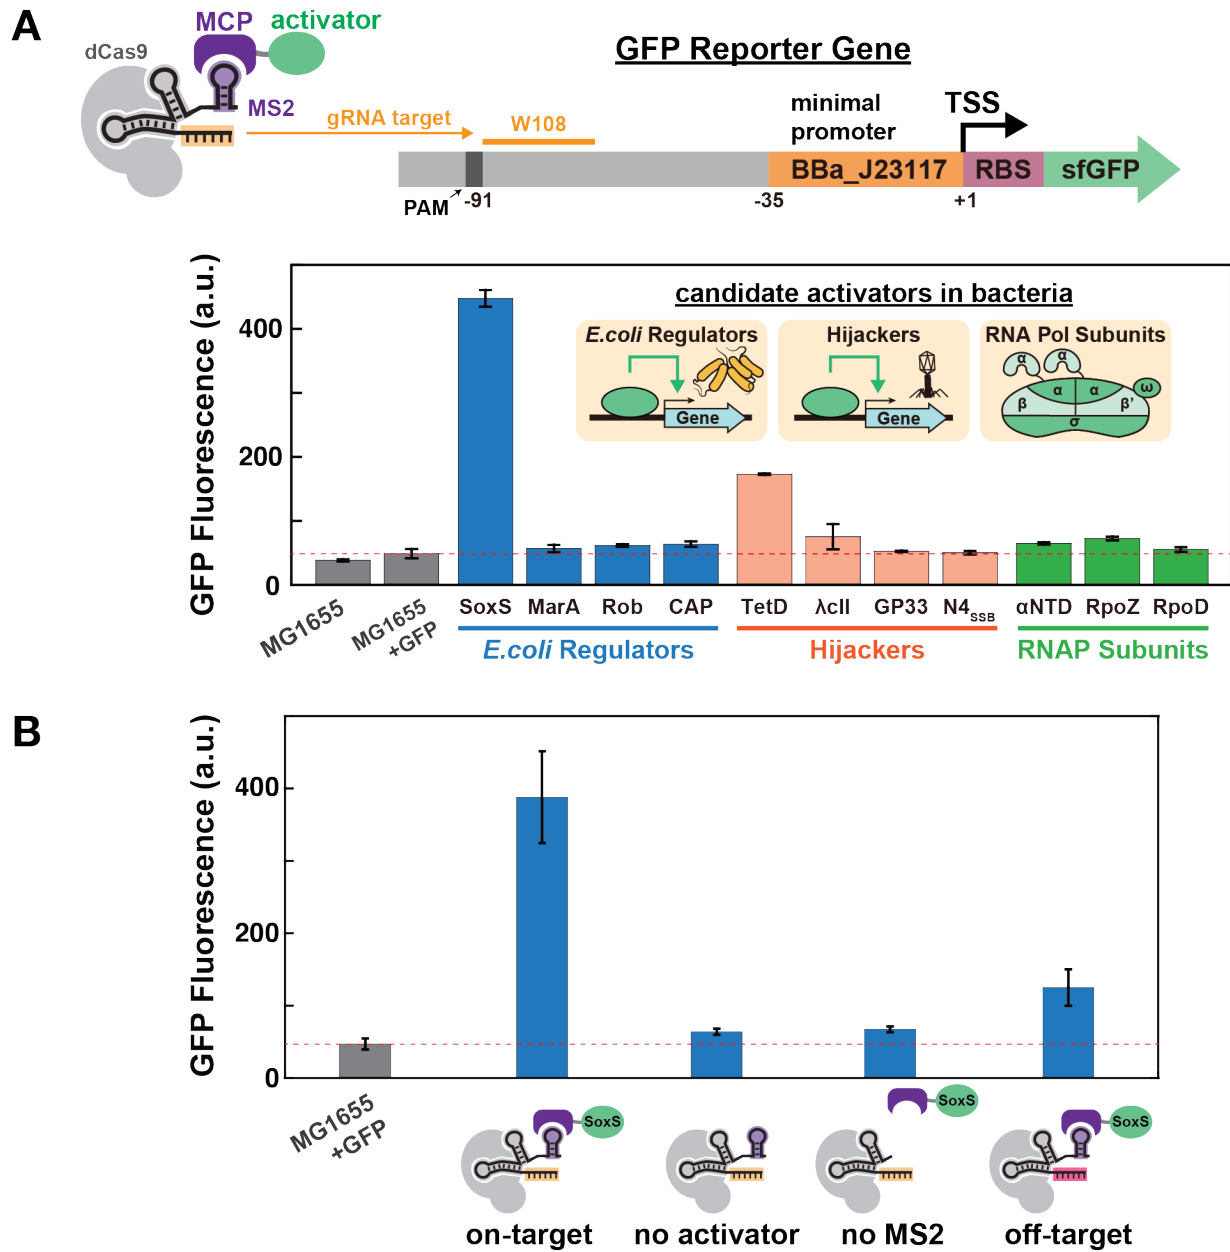 A
MCP activator
dCas9
MS2
GFP Reporter Gene
gRNA target
W108
minimal
promoter
TSS
BBa_J23117
RBS
sfGFP
PAM
-91
-35
+1
GFP Fluorescence (a.u.)
400
200
0
candidate activators in bacteria
E.coli Regulators
Gene
Hijackers
Gene
RNA Pol Subunits
α
α
α
α
ω
β
β’
σ
MG1655
MG1655
+GFP
SoxS
MarA
Rob
CAP
TetD
λcII
GP33
N4SSB
αNTD
RpoZ
RpoD
E.coli Regulators
Hijackers
RNAP Subunits
B
GFP Fluorescence (a.u.)
400
200
0
MG1655
+GFP
SoxS
SoxS
SoxS
on-target
no activator
no MS2
off-target